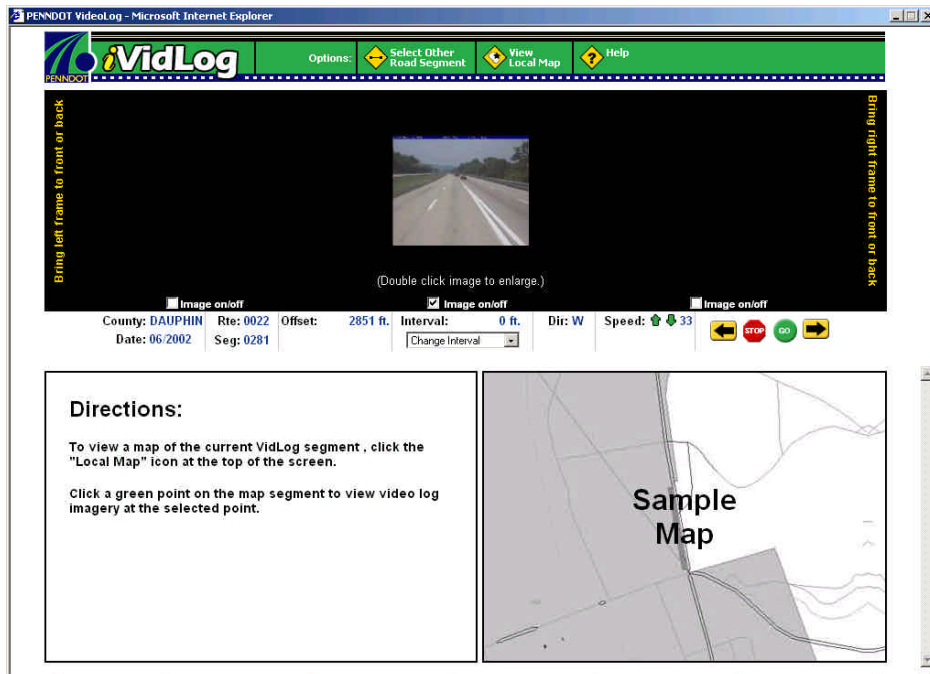 PENNDOT VideoLog - Microsoft Internet Explorer
PENNDOT
iVidLog
Options:
Select Other
Road Segment
View
Local Map
Help
Bring left frame to front or back
Bring right frame to front or back
(Double click image to enlarge.)
Image on/off
Image on/off
Image on/off
County: DAUPHIN Rte: 0022 Offset: 2851 ft. Interval: 0 ft. Dir: W Speed: 33
Date: 06/2002 Seg: 0281 Change Interval
STOP
GO
Directions:
To view a map of the current VidLog segment , click the
"Local Map" icon at the top of the screen.
Click a green point on the map segment to view video log
imagery at the selected point.
Sample
Map